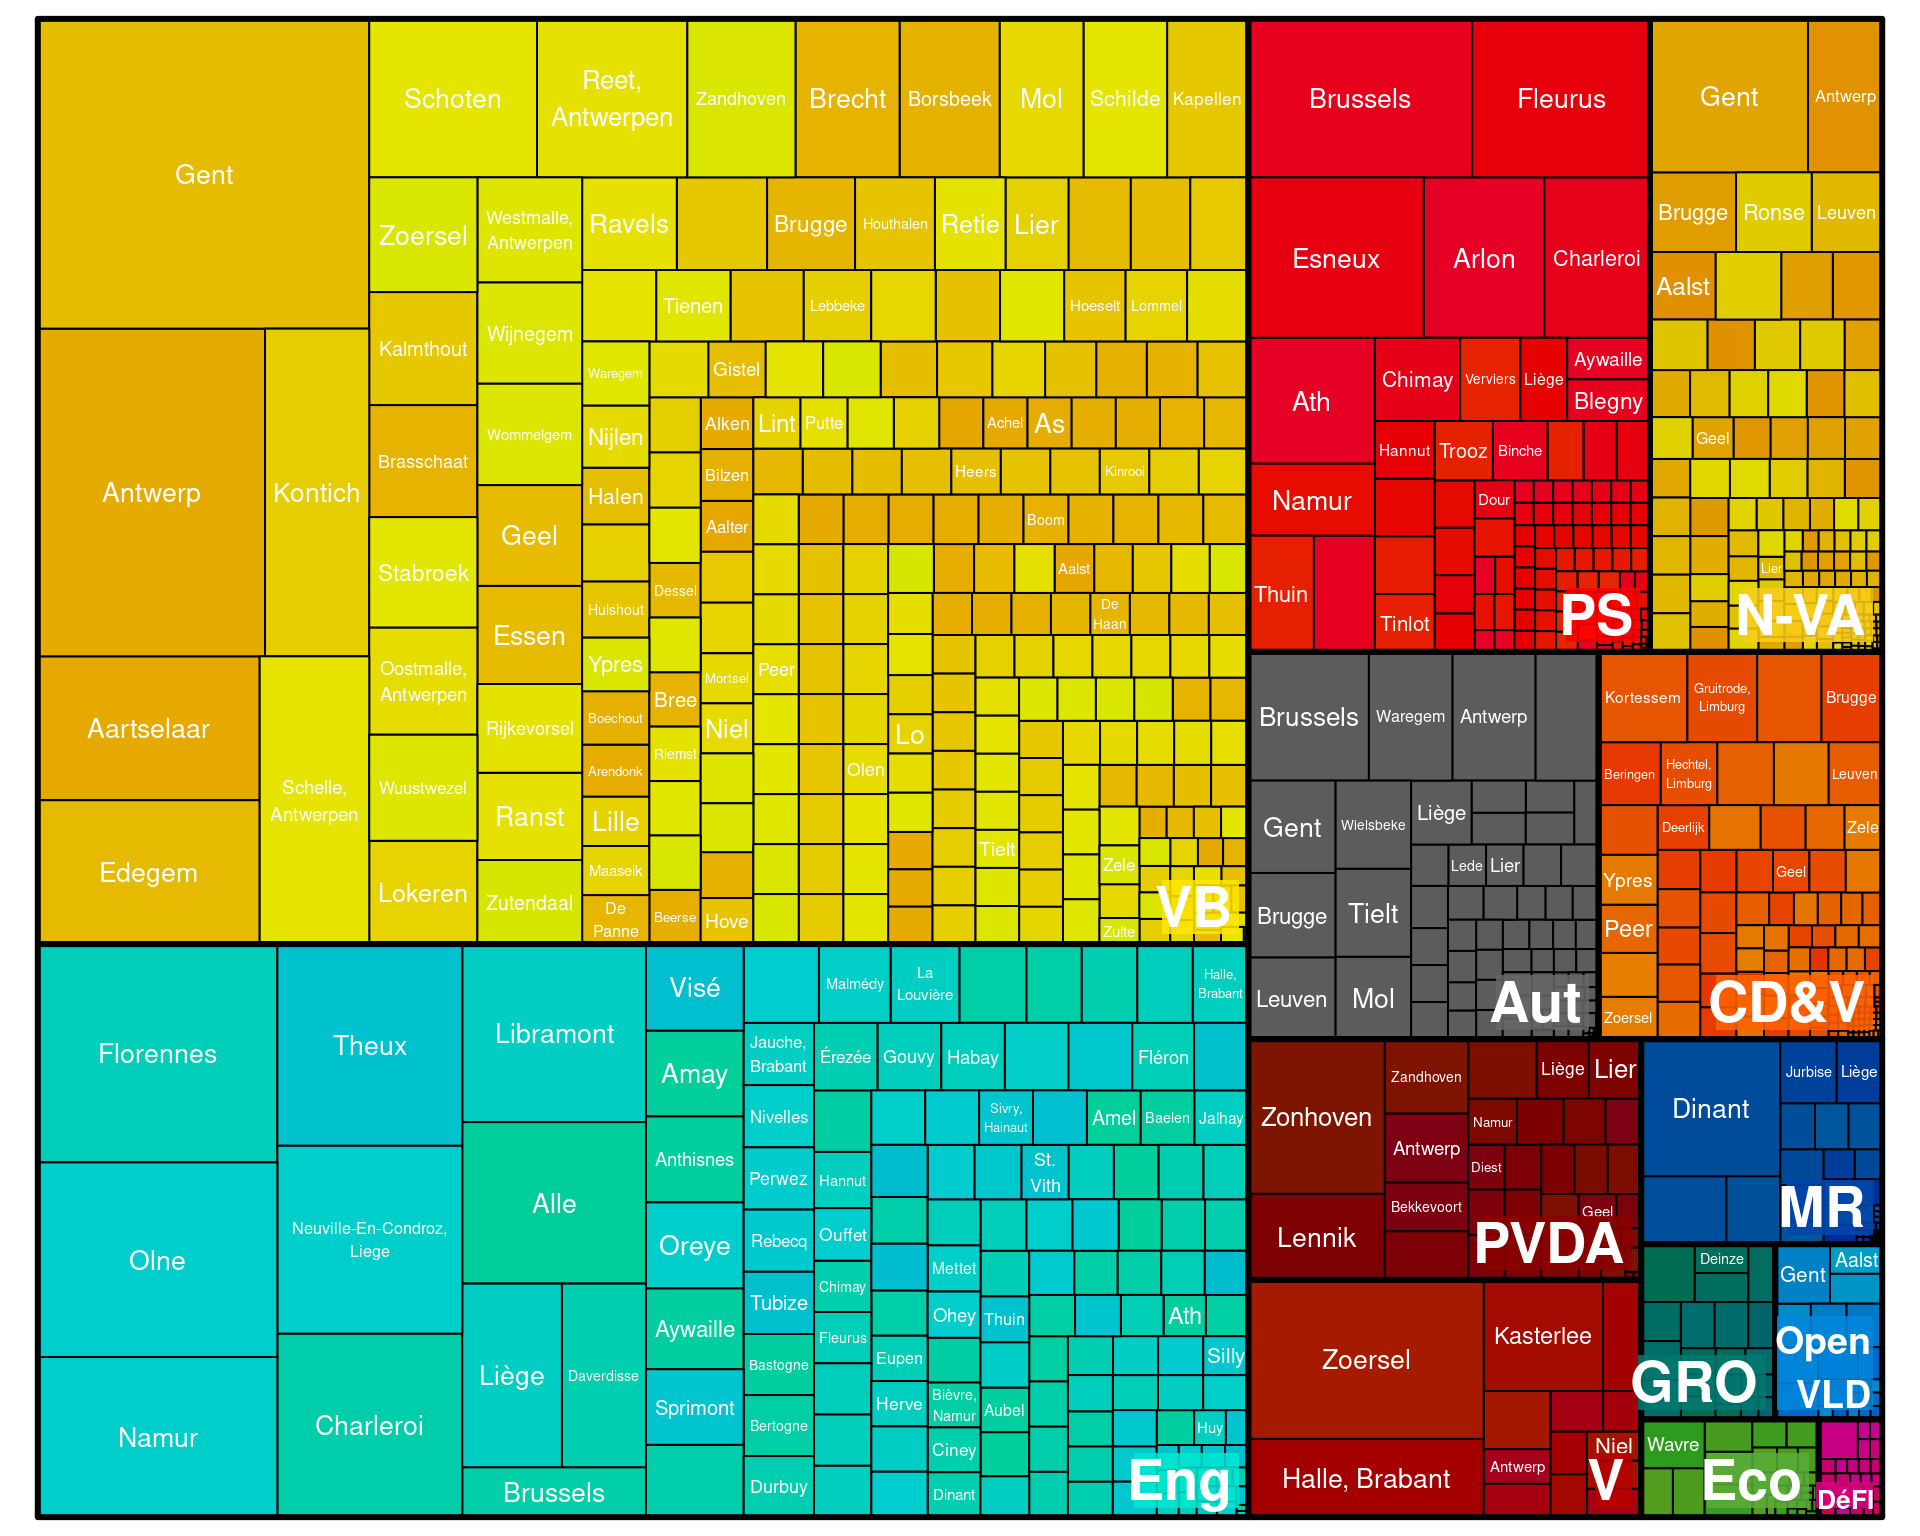 Gent
Schoten
Reet,
Antwerpen
Zandhoven
Brecht
Borsbeek
Mol
Schilde
Kapellen
Zoersel
Westmalle,
Antwerpen
Ravels
Brugge
Houthalen
Retie
Lier
Tienen
Lebbeke
Hoeselt
Lommel
Kalmthout
Wijnegem
Waregem
Gistel
Antwerp
Kontich
Brasschaat
Wommelgem
Nijlen
Alken
Lint
Putte
Achel
As
Halen
Bilzen
Heers
Kinrooi
Geel
Aalter
Boom
Stabroek
Essen
Hulshout
Dessel
Aalst
De
Haan
Oostmalle,
Antwerpen
Ypres
Bree
Mortsel
Peer
Aartselaar
Rijkevorsel
Boechout
Niel
Lo
Schelle,
Antwerpen
Wuustwezel
Arendonk
Riemst
Olen
Ranst
Lille
Tielt
Edegem
Lokeren
Zutendaal
Maaseik
De
Panne
Beerse
Hove
Zele
Zulte
VB
Brussels
Fleurus
Esneux
Arlon
Charleroi
Ath
Chimay
Verviers
Liège
Aywaille
Blegny
Hannut
Trooz
Binche
Namur
Dour
Thuin
Tinlot
PS
Gent
Antwerp
Brugge
Ronse
Leuven
Aalst
Geel
Lier
N-VA
Brussels
Waregem
Antwerp
Gent
Wielsbeke
Liège
Lede
Lier
Brugge
Tielt
Leuven
Mol
Aut
Kortessem
Gruitrode,
Limburg
Brugge
Beringen
Hechtel,
Limburg
Leuven
Deerlijk
Zele
Ypres
Geel
Peer
Zoersel
CD&V
Florennes
Theux
Libramont
Visé
Malmédy
La
Louvière
Halle,
Brabant
Amay
Jauche,
Brabant
Érezée
Gouvy
Habay
Fléron
Nivelles
Sivry,
Hainaut
Amel
Baelen
Jalhay
Olne
Neuville-En-Condroz,
Liege
Alle
Anthisnes
Perwez
Hannut
St.
Vith
Oreye
Rebecq
Ouffet
Mettet
Tubize
Chimay
Ohey
Thuin
Ath
Namur
Charleroi
Liège
Daverdisse
Aywaille
Bastogne
Fleurus
Eupen
Silly
Sprimont
Bertogne
Herve
Bièvre,
Namur
Aubel
Huy
Brussels
Durbuy
Ciney
Dinant
Eng
Zonhoven
Zandhoven
Liège
Lier
Antwerp
Namur
Diest
Lennik
Bekkevoort
Geel
PVDA
Dinant
Jurbise
Liège
MR
Deinze
GRO
Gent
Aalst
Open
VLD
Zoersel
Kasterlee
Halle, Brabant
Antwerp
Niel
V
Wavre
Eco
DéFI